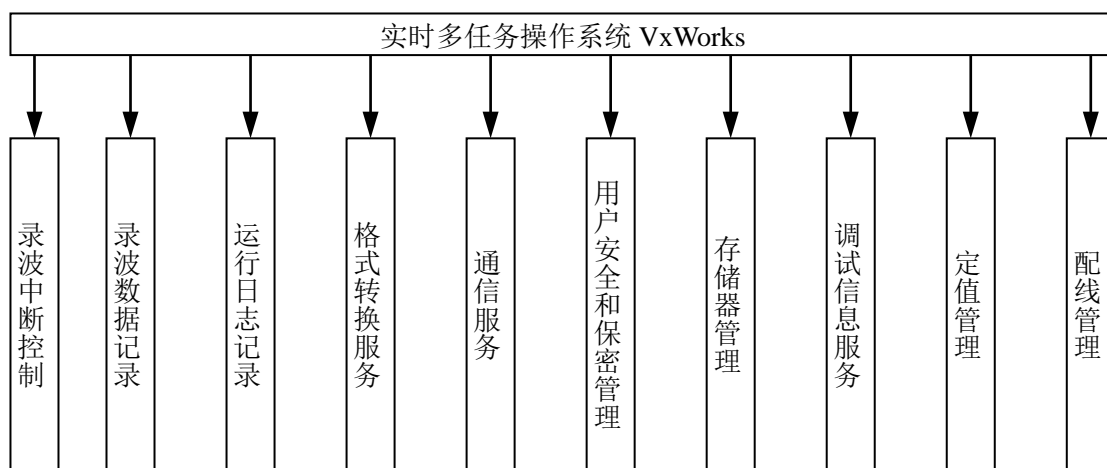 实时多任务操作系统 VxWorks
录波中断控制
录波数据记录
运行日志记录
格式转换服务
通信服务
用户安全和保密管理
存储器管理
调试信息服务
定值管理
配线管理